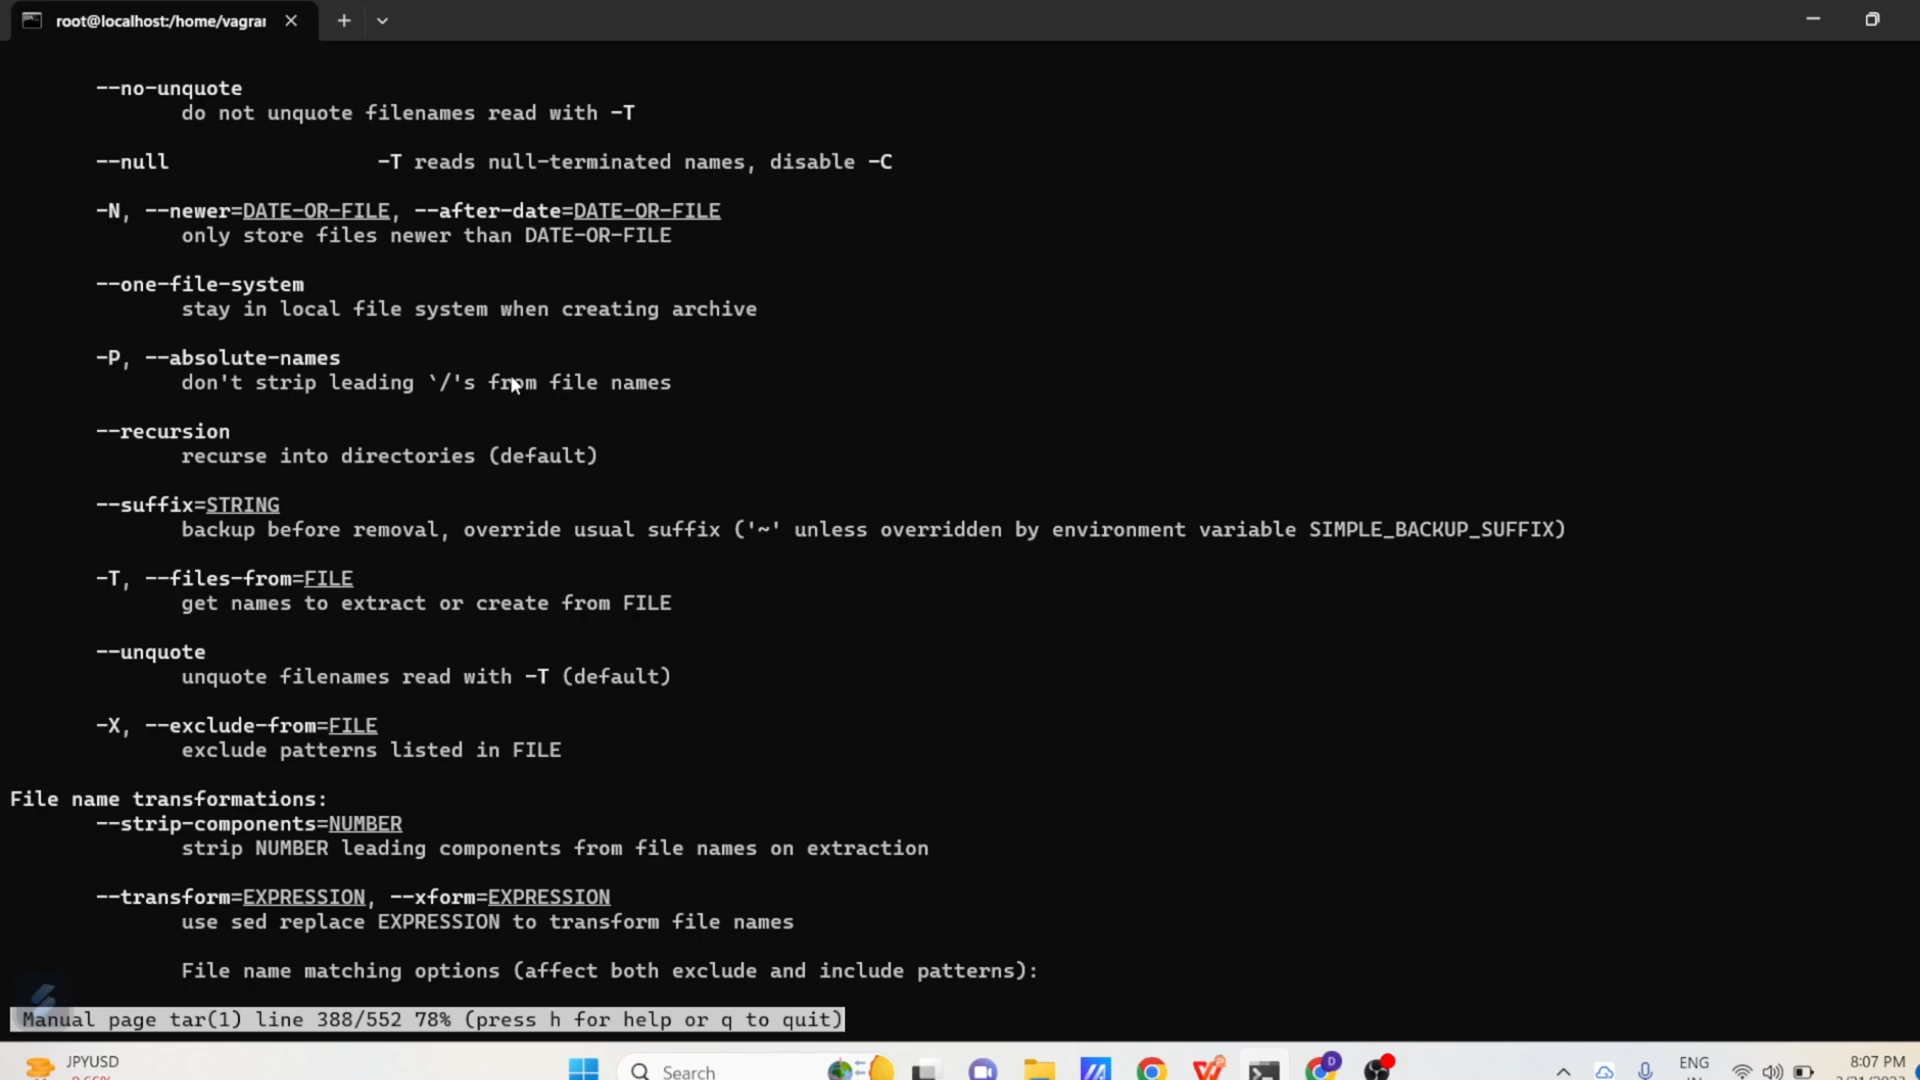 root@localhost:/home/vagrar
--no-unquote
do not unquote filenames read with -T
--null -T reads null-terminated names, disable -C
-N, --newer=DATE-OR-FILE, --after-date=DATE-OR-FILE
only store files newer than DATE-OR-FILE
--one-file-system
stay in local file system when creating archive
-P, --absolute-names
don't strip leading `/'s from file names
--recursion
recurse into directories (default)
--suffix=STRING
backup before removal, override usual suffix ('~' unless overridden by environment variable SIMPLE_BACKUP_SUFFIX)
-T, --files-from=FILE
get names to extract or create from FILE
--unquote
unquote filenames read with -T (default)
-X, --exclude-from=FILE
exclude patterns listed in FILE
File name transformations:
--strip-components=NUMBER
strip NUMBER leading components from file names on extraction
--transform=EXPRESSION, --xform=EXPRESSION
use sed replace EXPRESSION to transform file names
File name matching options (affect both exclude and include patterns):
Manual page tar(1) line 388/552 78% (press h for help or q to quit)
JPYUSD
Search
D
ENG
8:07 PM